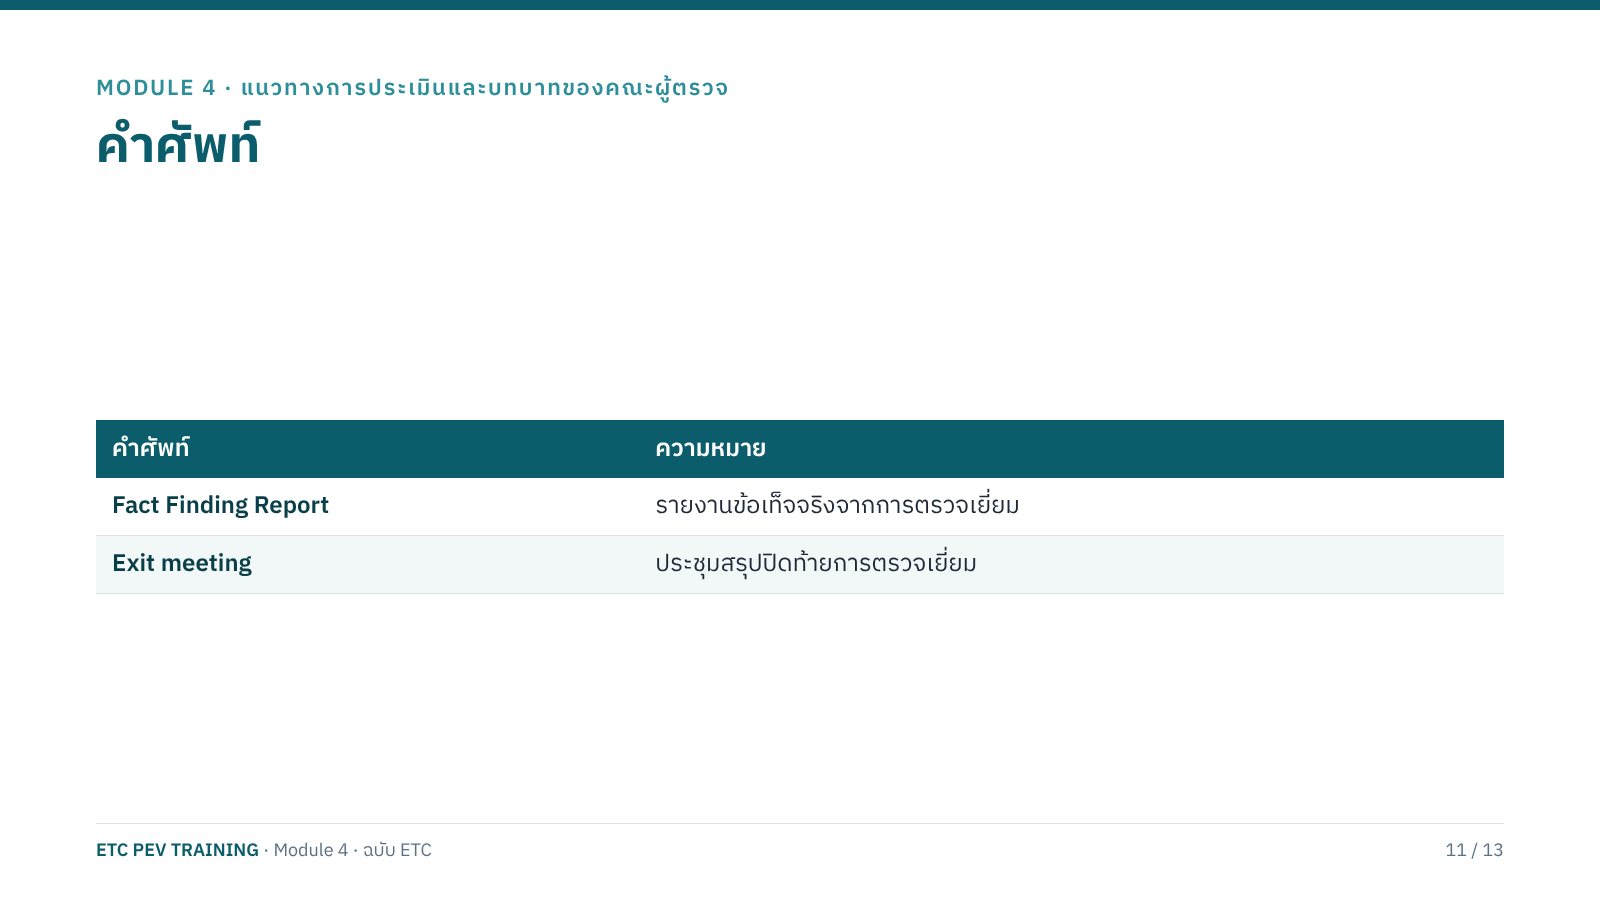 MODULE 4 · แนวทางการประเมินและบทบาทของคณะผู้ตรวจ
คำศัพท์
คำศัพท์ ความหมาย
Fact Finding Report รายงานข้อเท็จจริงจากการตรวจเยี่ยม
Exit meeting ประชุมสรุปปิดท้ายการตรวจเยี่ยม
ETC PEV TRAINING · Module 4 · ฉบับ ETC 11 / 13